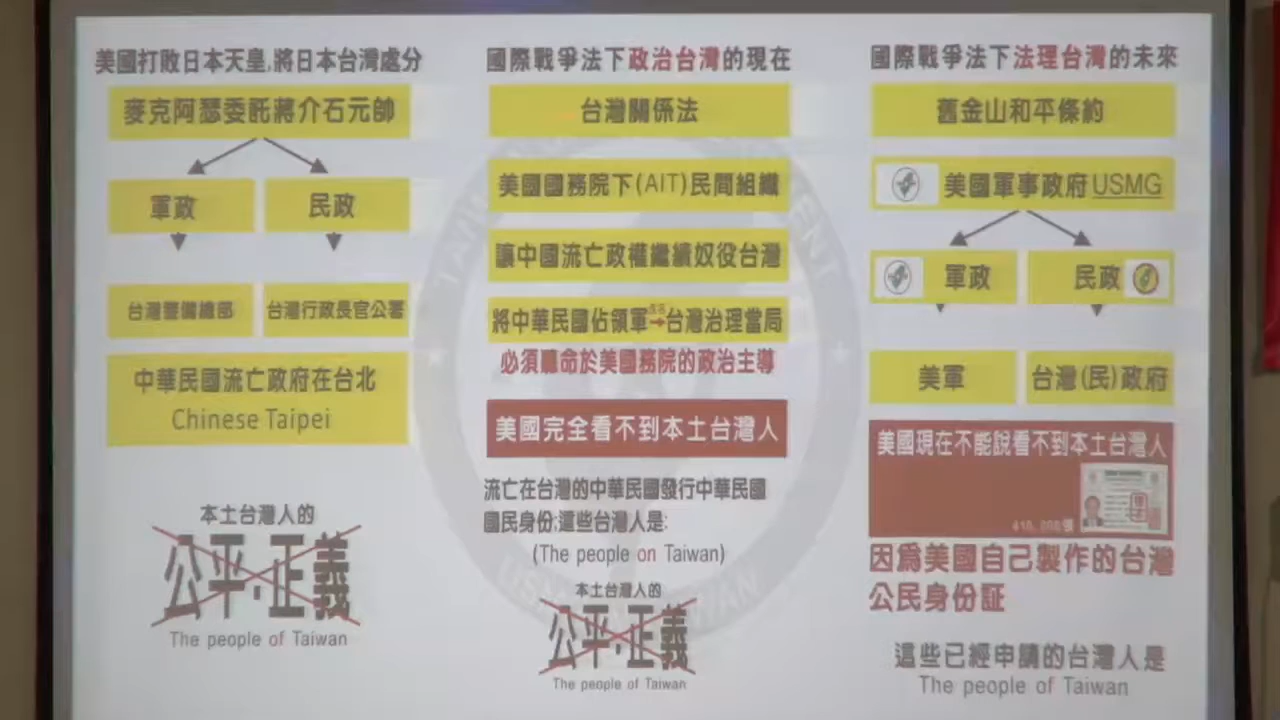 美國打敗日本天皇,將日本台灣處分
麥克阿瑟委託蔣介石元帥
軍政
民政
台灣警備總部
台灣行政長官公署
中華民國流亡政府在台北
Chinese Taipei
本土台灣人的
公平.正義
The people of Taiwan
國際戰爭法下政治台灣的現在
台灣關係法
美國國務院下(AIT)民間組織
讓中國流亡政權繼續奴役台灣
將中華民國佔領軍→台灣治理當局
必須聽命於美國務院的政治主導
美國完全看不到本土台灣人
流亡在台灣的中華民國發行中華民國
國民身份;這些台灣人是:
(The people on Taiwan)
本土台灣人的
公平.正義
The people of Taiwan
國際戰爭法下法理台灣的未來
舊金山和平條約
美國軍事政府USMG
軍政
民政
美軍
台灣(民)政府
美國現在不能說看不到本土台灣人
因為美國自己製作的台灣
公民身份証
這些已經申請的台灣人是
The people of Taiwan